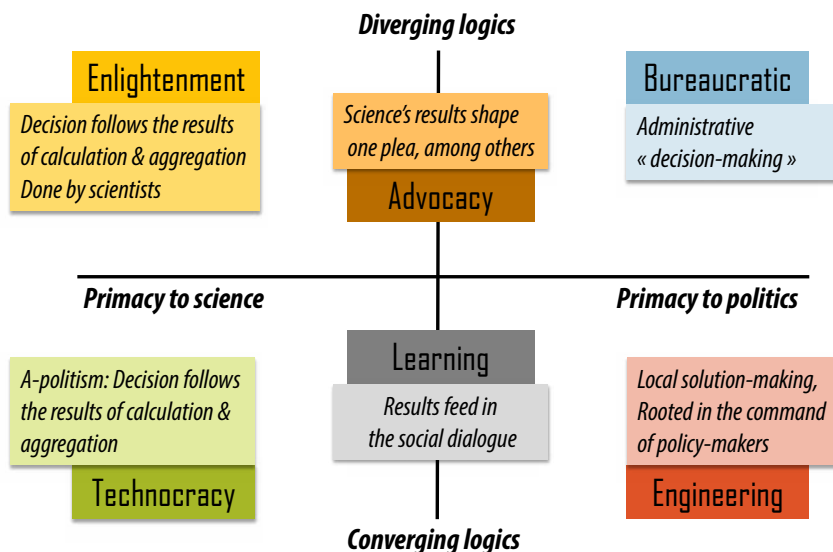 Diverging logics
Enlightenment
Decision follows the results
of calculation & aggregation
Done by scientists
Science's results shape
one plea, among others
Advocacy
Bureaucratic
Administrative
« decision-making »
Primacy to science
Primacy to politics
A-politism: Decision follows
the results of calculation &
aggregation
Technocracy
Learning
Results feed in
the social dialogue
Local solution-making,
Rooted in the command
of policy-makers
Engineering
Converging logics